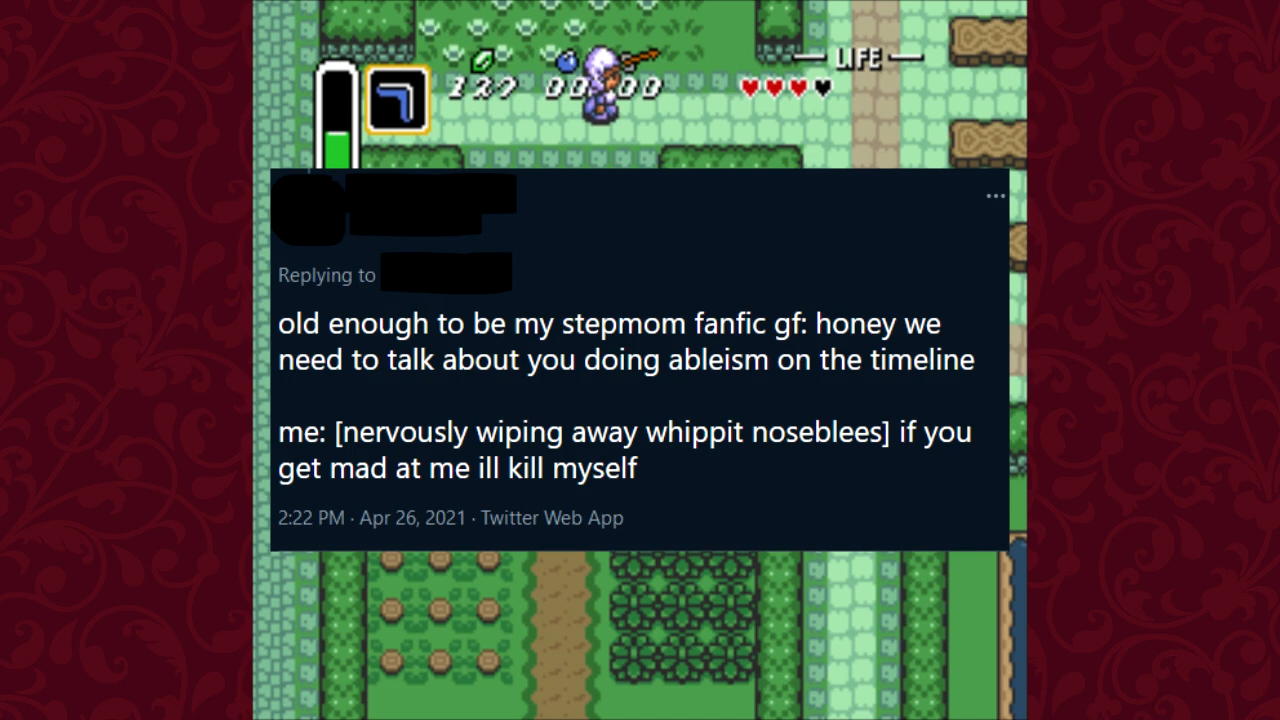 LIFE
127 00 00
...
Replying to
old enough to be my stepmom fanfic gf: honey we
need to talk about you doing ableism on the timeline
me: [nervously wiping away whippit noseblees] if you
get mad at me ill kill myself
2:22 PM · Apr 26, 2021 · Twitter Web App